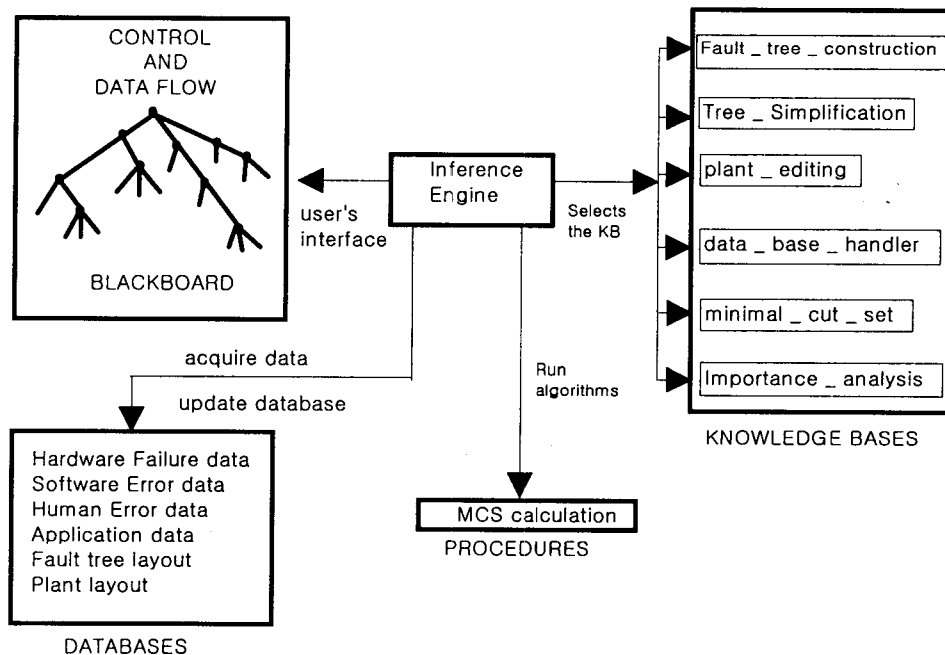 CONTROL
AND
DATA FLOW
BLACKBOARD
user's
interface
Inference
Engine
Selects
the KB
Fault _ tree _ construction
Tree _ Simplification
plant _ editing
data _ base _ handler
minimal _ cut _ set
Importance _ analysis
KNOWLEDGE BASES
acquire data
update database
Run
algorithms
Hardware Failure data
Software Error data
Human Error data
Application data
Fault tree layout
Plant layout
DATABASES
MCS calculation
PROCEDURES